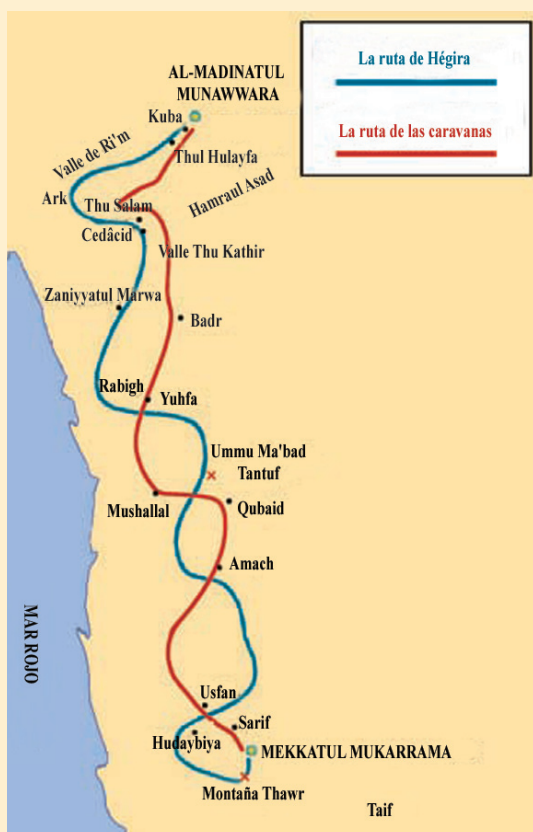 La ruta de Hégira
La ruta de las caravanas
AL-MADINATUL
MUNAWWARA
Kuba
Valle de Ri'm
Thul Hulayfa
Hamraul Asad
Ark
Thu Salam
Cedâcid
Valle Thu Kathir
Zaniyyatul Marwa
Badr
Rabigh
Yuhfa
Ummu Ma'bad
Tantuf
Mushallal
Qubaid
Amach
MAR ROJO
Usfan
Sarif
Hudaybiya
MEKKATUL MUKARRAMA
Montaña Thawr
Taif